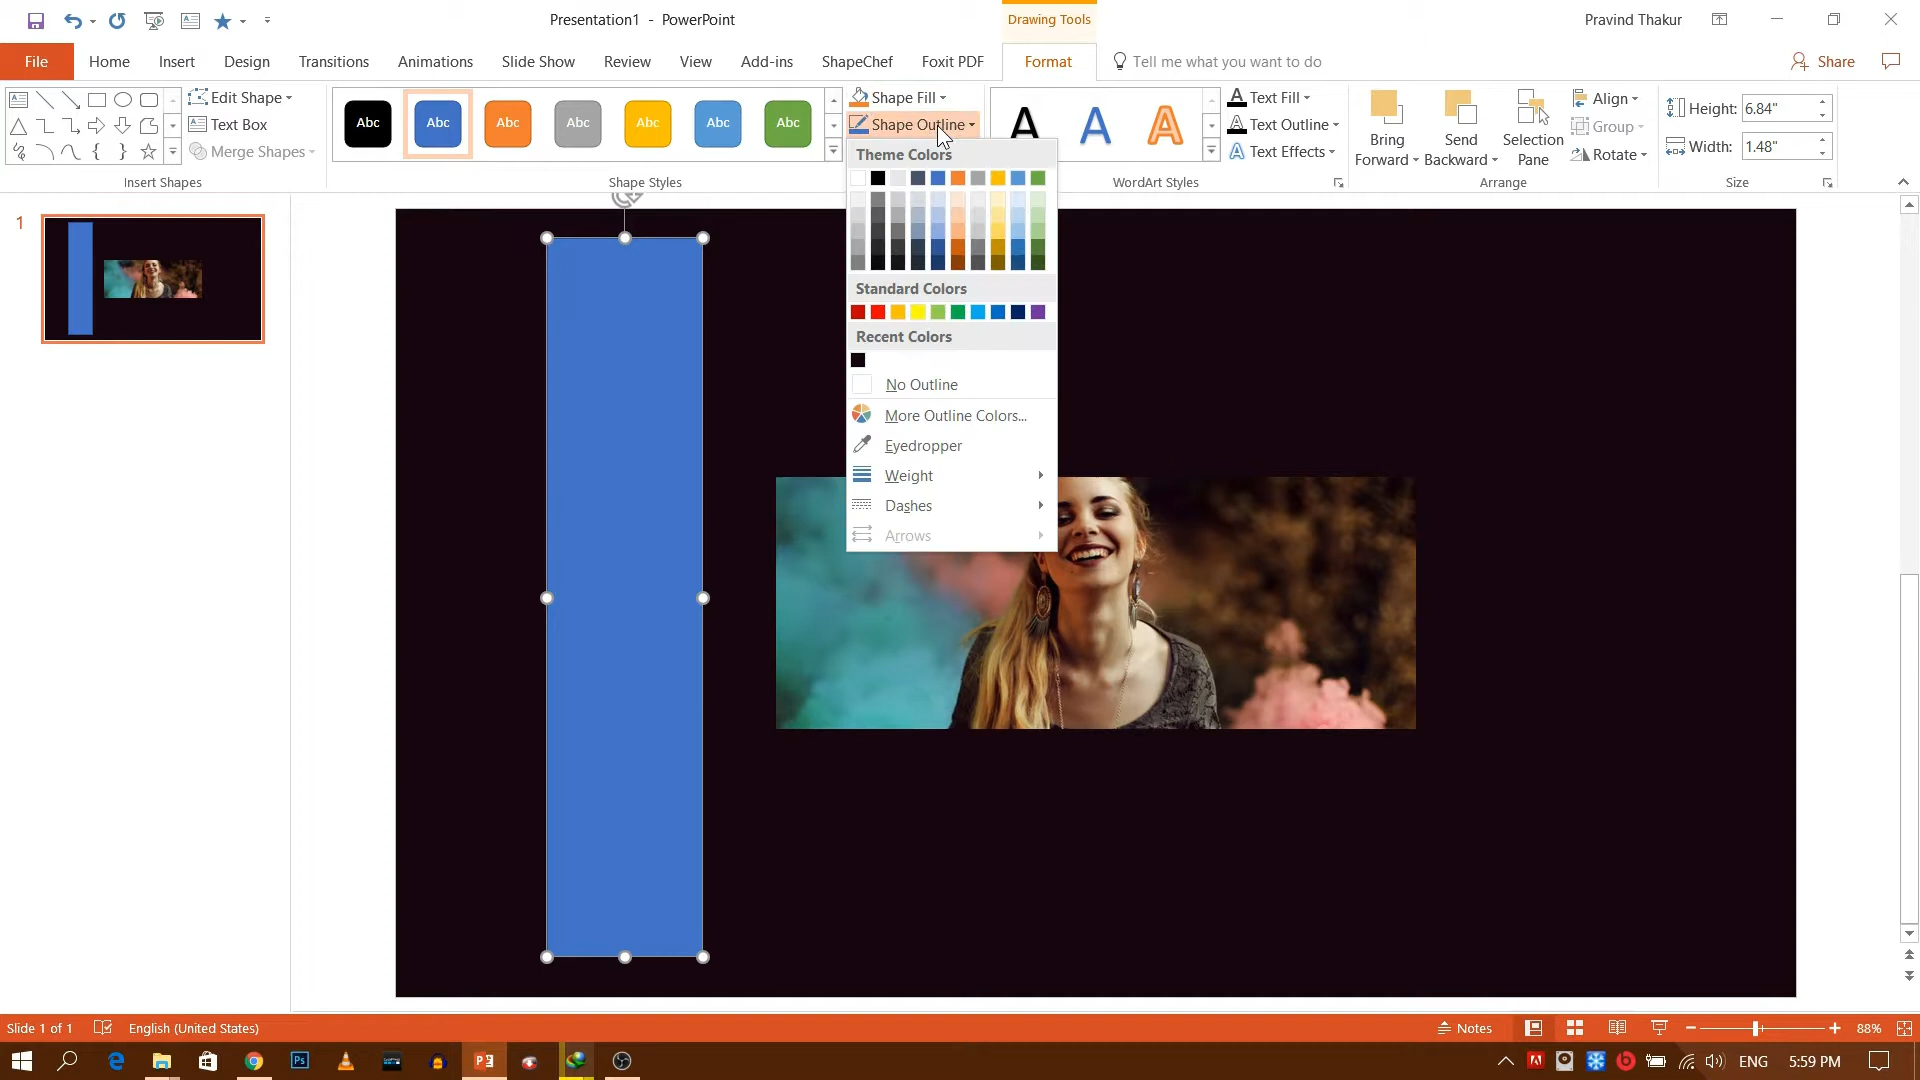 Presentation1 - PowerPoint
Drawing Tools
Pravind Thakur
File
Home
Insert
Design
Transitions
Animations
Slide Show
Review
View
Add-ins
ShapeChef
Foxit PDF
Format
Tell me what you want to do
Share
Edit Shape
Text Box
Merge Shapes
Insert Shapes
Abc
Abc
Abc
Abc
Abc
Abc
Abc
Shape Styles
Shape Fill
Shape Outline
A
A
A
WordArt Styles
Text Fill
Text Outline
Text Effects
Bring
Forward
Send
Backward
Selection
Pane
Align
Group
Rotate
Arrange
Height: 6.84"
Width: 1.48"
Size
Theme Colors
Standard Colors
Recent Colors
No Outline
More Outline Colors...
Eyedropper
Weight
Dashes
Arrows
1
Slide 1 of 1
English (United States)
Notes
88%
ENG
5:59 PM